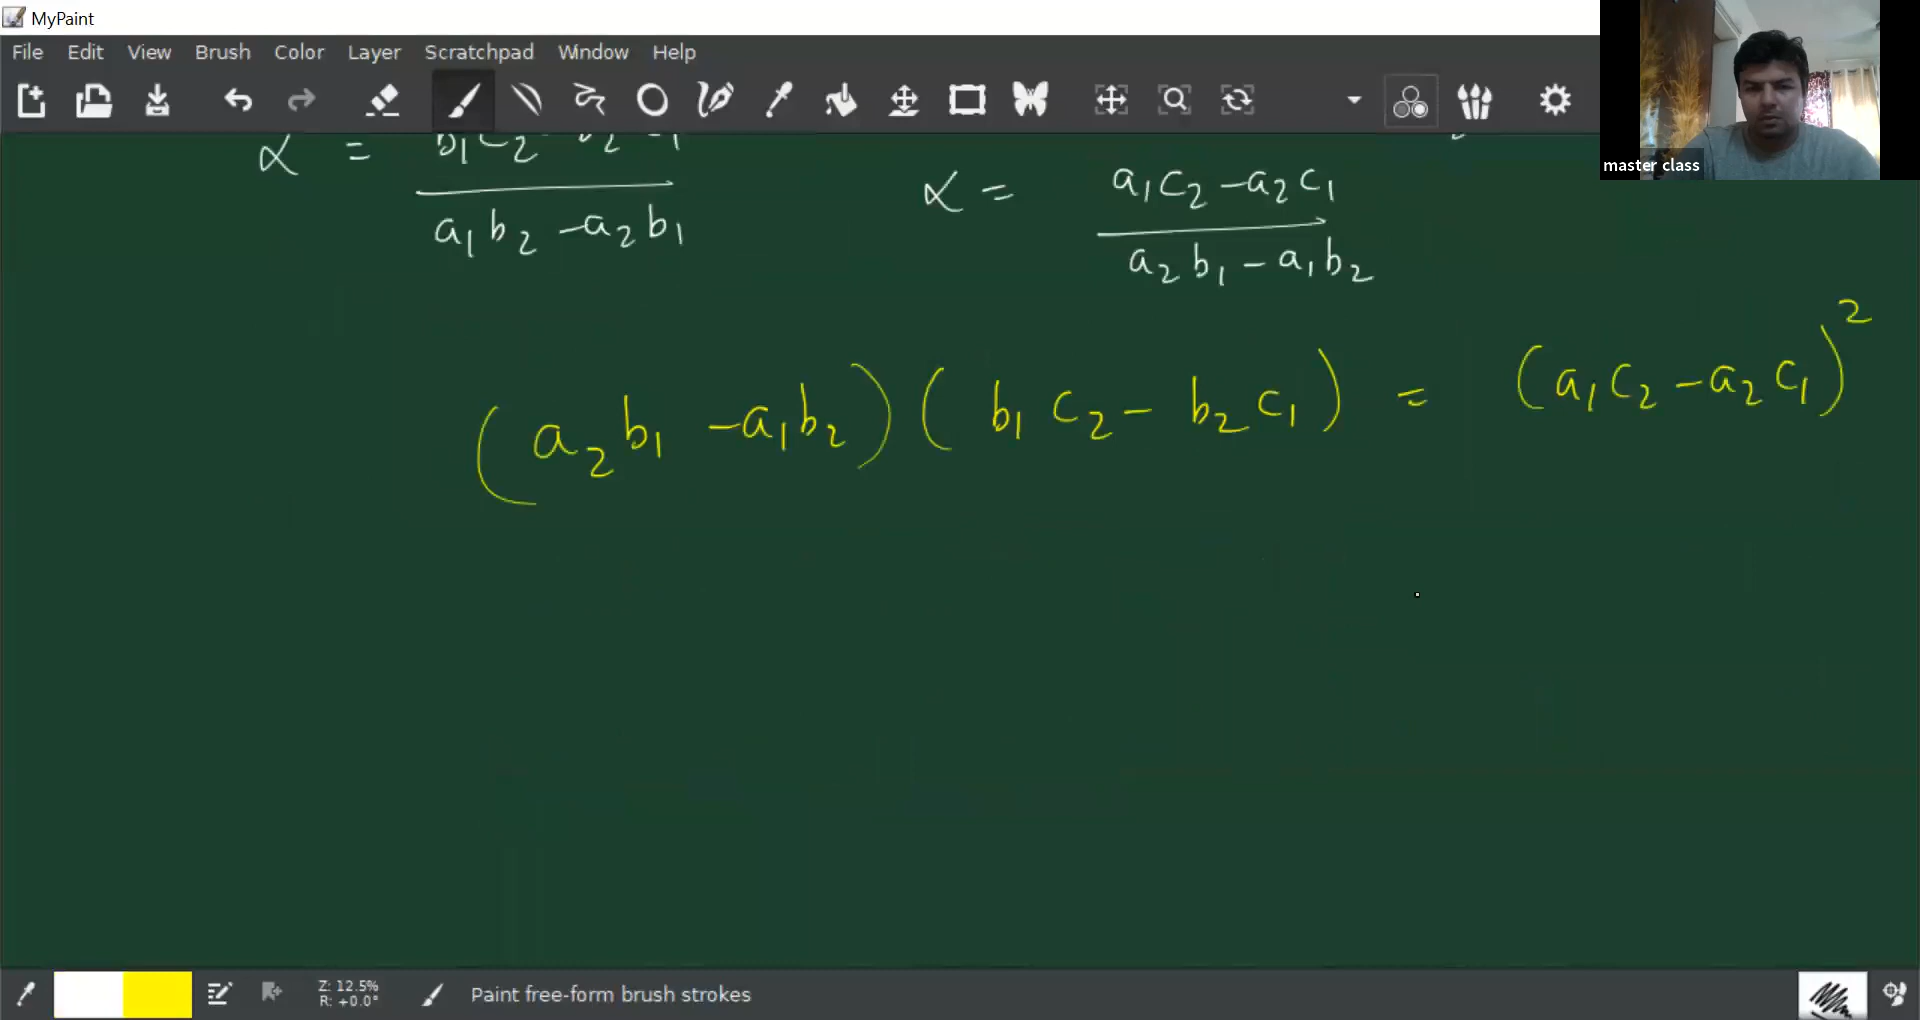 MyPaint
File Edit View Brush Color Layer Scratchpad Window Help
master class
α =
a₁b₂ - a₂b₁
α = a₁c₂ - a₂c₁
a₂b₁ - a₁b₂
(a₂b₁ - a₁b₂)(b₁c₂ - b₂c₁) = (a₁c₂ - a₂c₁)²
Z: 12.5%
R: +0.0°
Paint free-form brush strokes